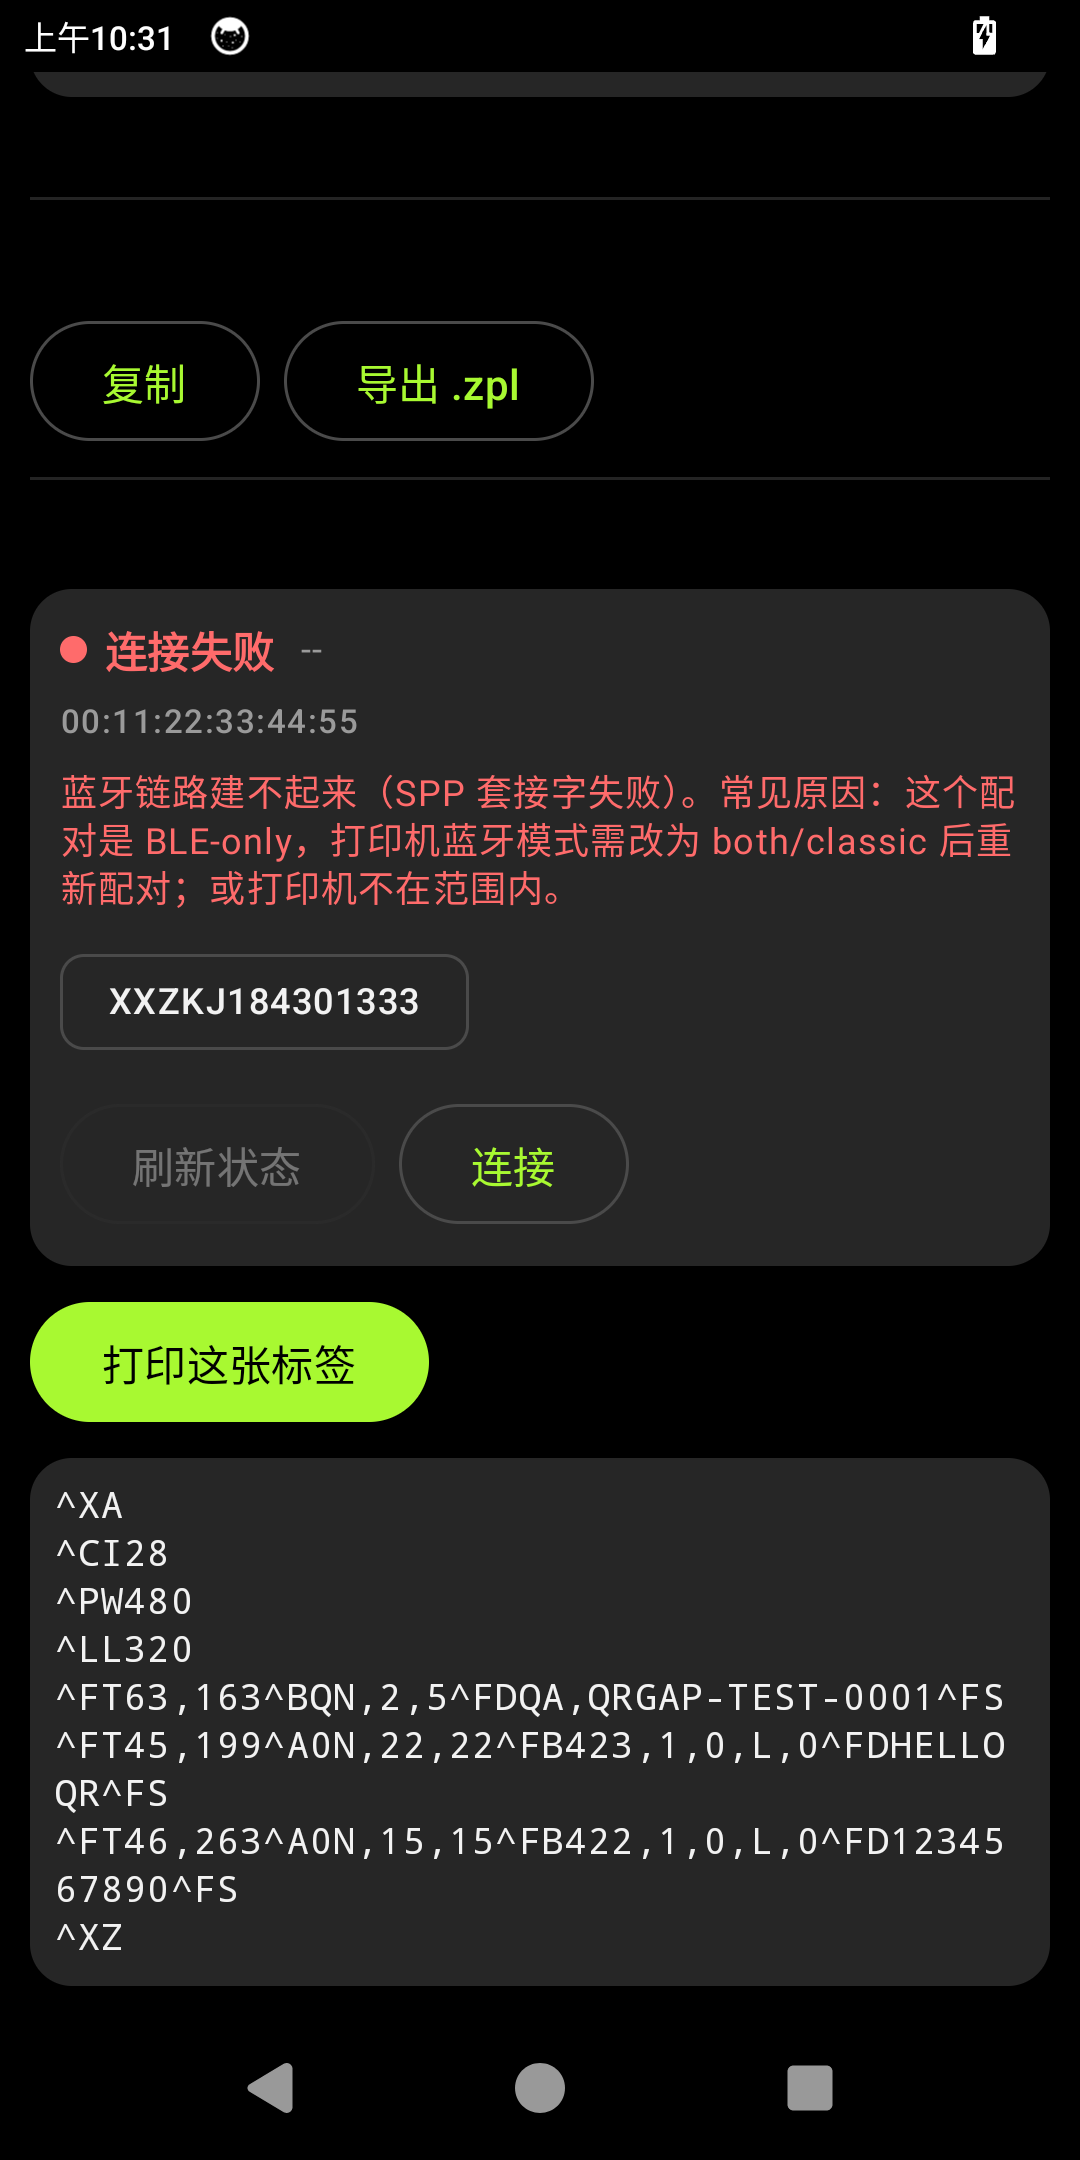 上午10:31
复制
导出 .zpl
连接失败 --
00:11:22:33:44:55
蓝牙链路建不起来（SPP 套接字失败）。常见原因：这个配
对是 BLE-only，打印机蓝牙模式需改为 both/classic 后重
新配对；或打印机不在范围内。
XXZKJ184301333
刷新状态
连接
打印这张标签
^XA
^CI28
^PW480
^LL320
^FT63,163^BQN,2,5^FDQA,QRGAP-TEST-0001^FS
^FT45,199^A0N,22,22^FB423,1,0,L,0^FDHELLO
QR^FS
^FT46,263^A0N,15,15^FB422,1,0,L,0^FD12345
67890^FS
^XZ